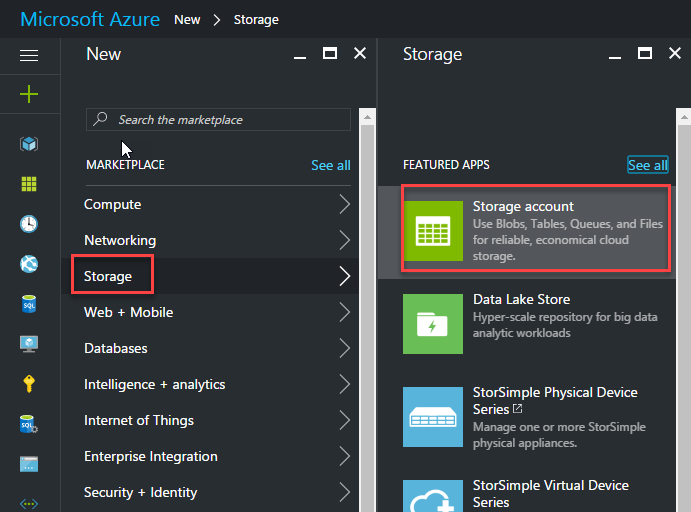 Microsoft Azure New > Storage
New
Search the marketplace
MARKETPLACE See all
Compute
Networking
Storage
Web + Mobile
Databases
Intelligence + analytics
Internet of Things
Enterprise Integration
Security + Identity
Storage
FEATURED APPS See all
Storage account
Use Blobs, Tables, Queues, and Files
for reliable, economical cloud
storage.
Data Lake Store
Hyper-scale repository for big data
analytic workloads
StorSimple Physical Device
Series
Manage one or more StorSimple
physical appliances.
StorSimple Virtual Device
Series
SQL
SQL